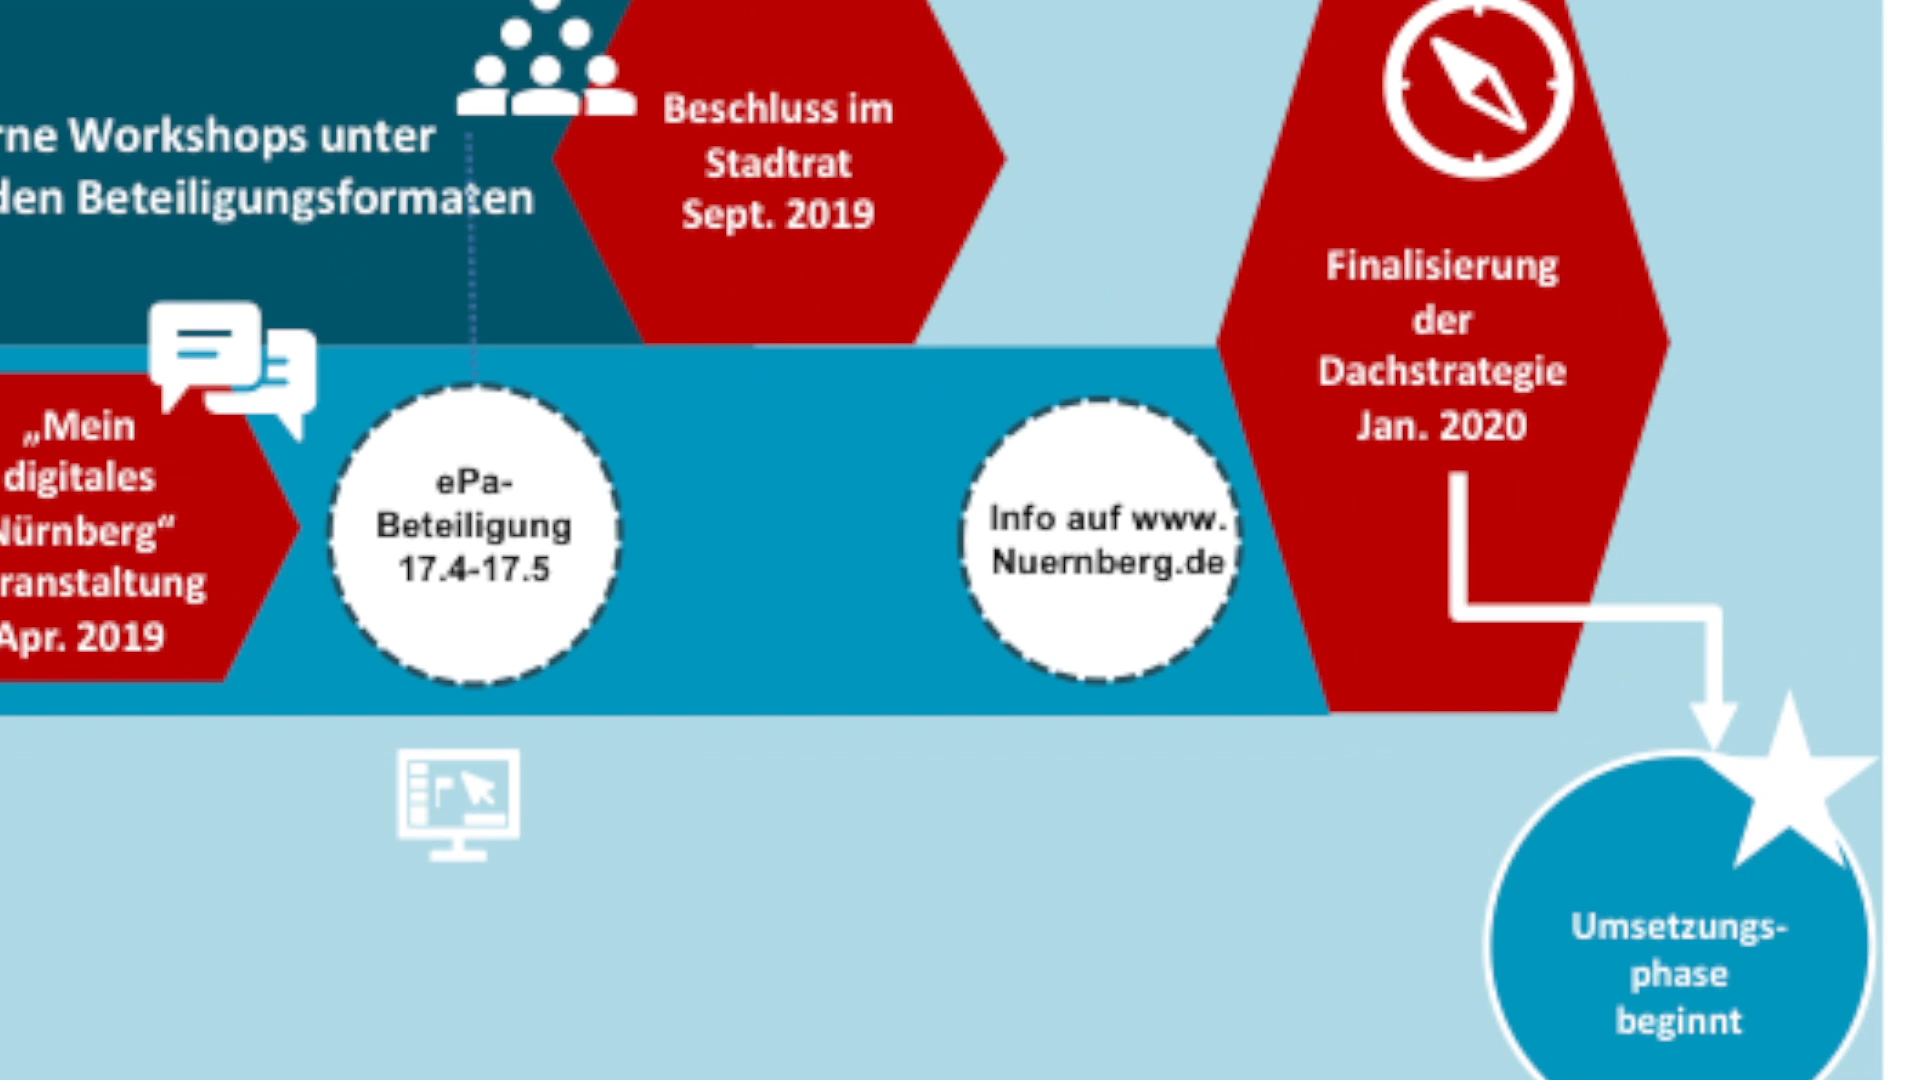 rne Workshops unter
den Beteiligungsformaten
Beschluss im
Stadtrat
Sept. 2019
Finalisierung
der
Dachstrategie
Jan. 2020
„Mein
digitales
Nürnberg“
ranstaltung
Apr. 2019
ePa-
Beteiligung
17.4-17.5
Info auf www.
Nuernberg.de
Umsetzungs-
phase
beginnt